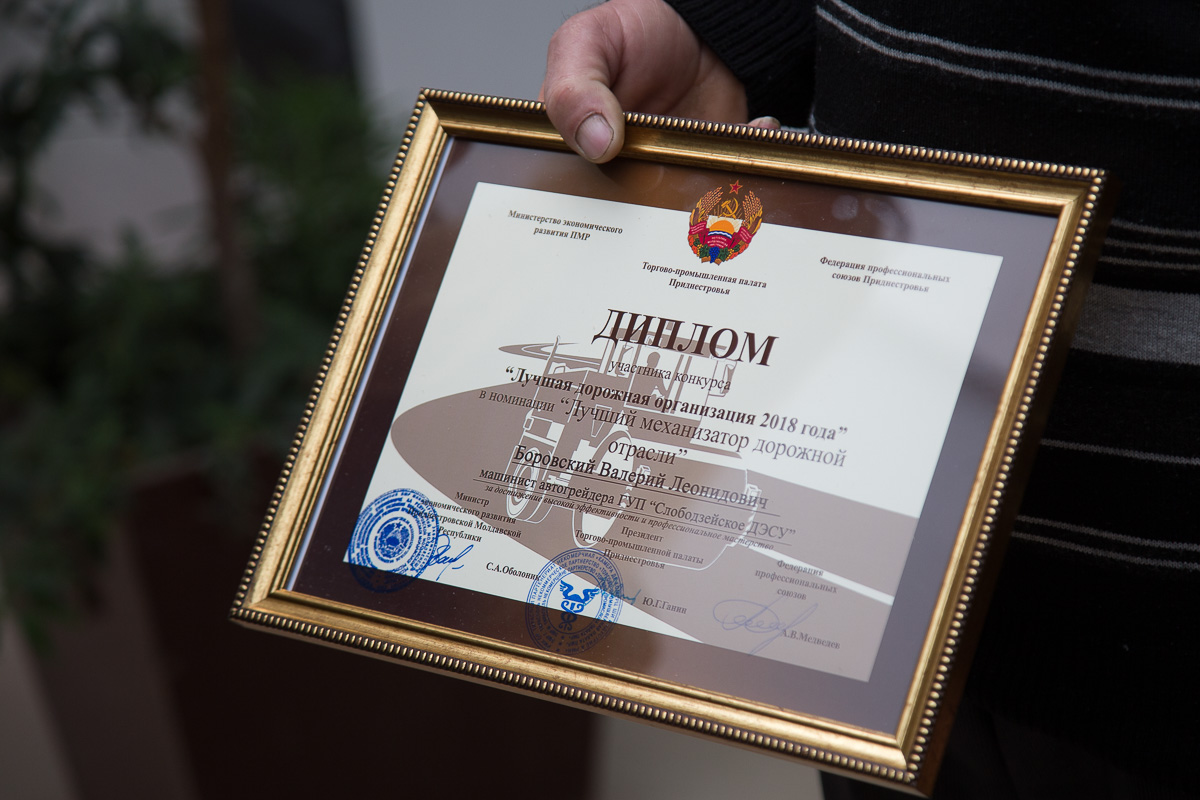 Министерство экономического
развития ПМР
Торгово-промышленная палата
Приднестровья
Федерация профессиональных
союзов Приднестровья
ДИПЛОМ
участника конкурса
“Лучшая дорожная организация 2018 года”
в номинации “Лучший механизатор дорожной
отрасли”
Боровский Валерий Леонидович
машинист автогрейдера ГУП “Слободзейское ДЭСУ”
за достижение высокой эффективности и профессиональное мастерство
Министр
экономического развития
Приднестровской Молдавской
Республики
С.А.Оболоник
Президент
Торгово-промышленной палаты
Приднестровья
Ю.Г.Ганин
Федерация
профессиональных
союзов
А.В.Медведев